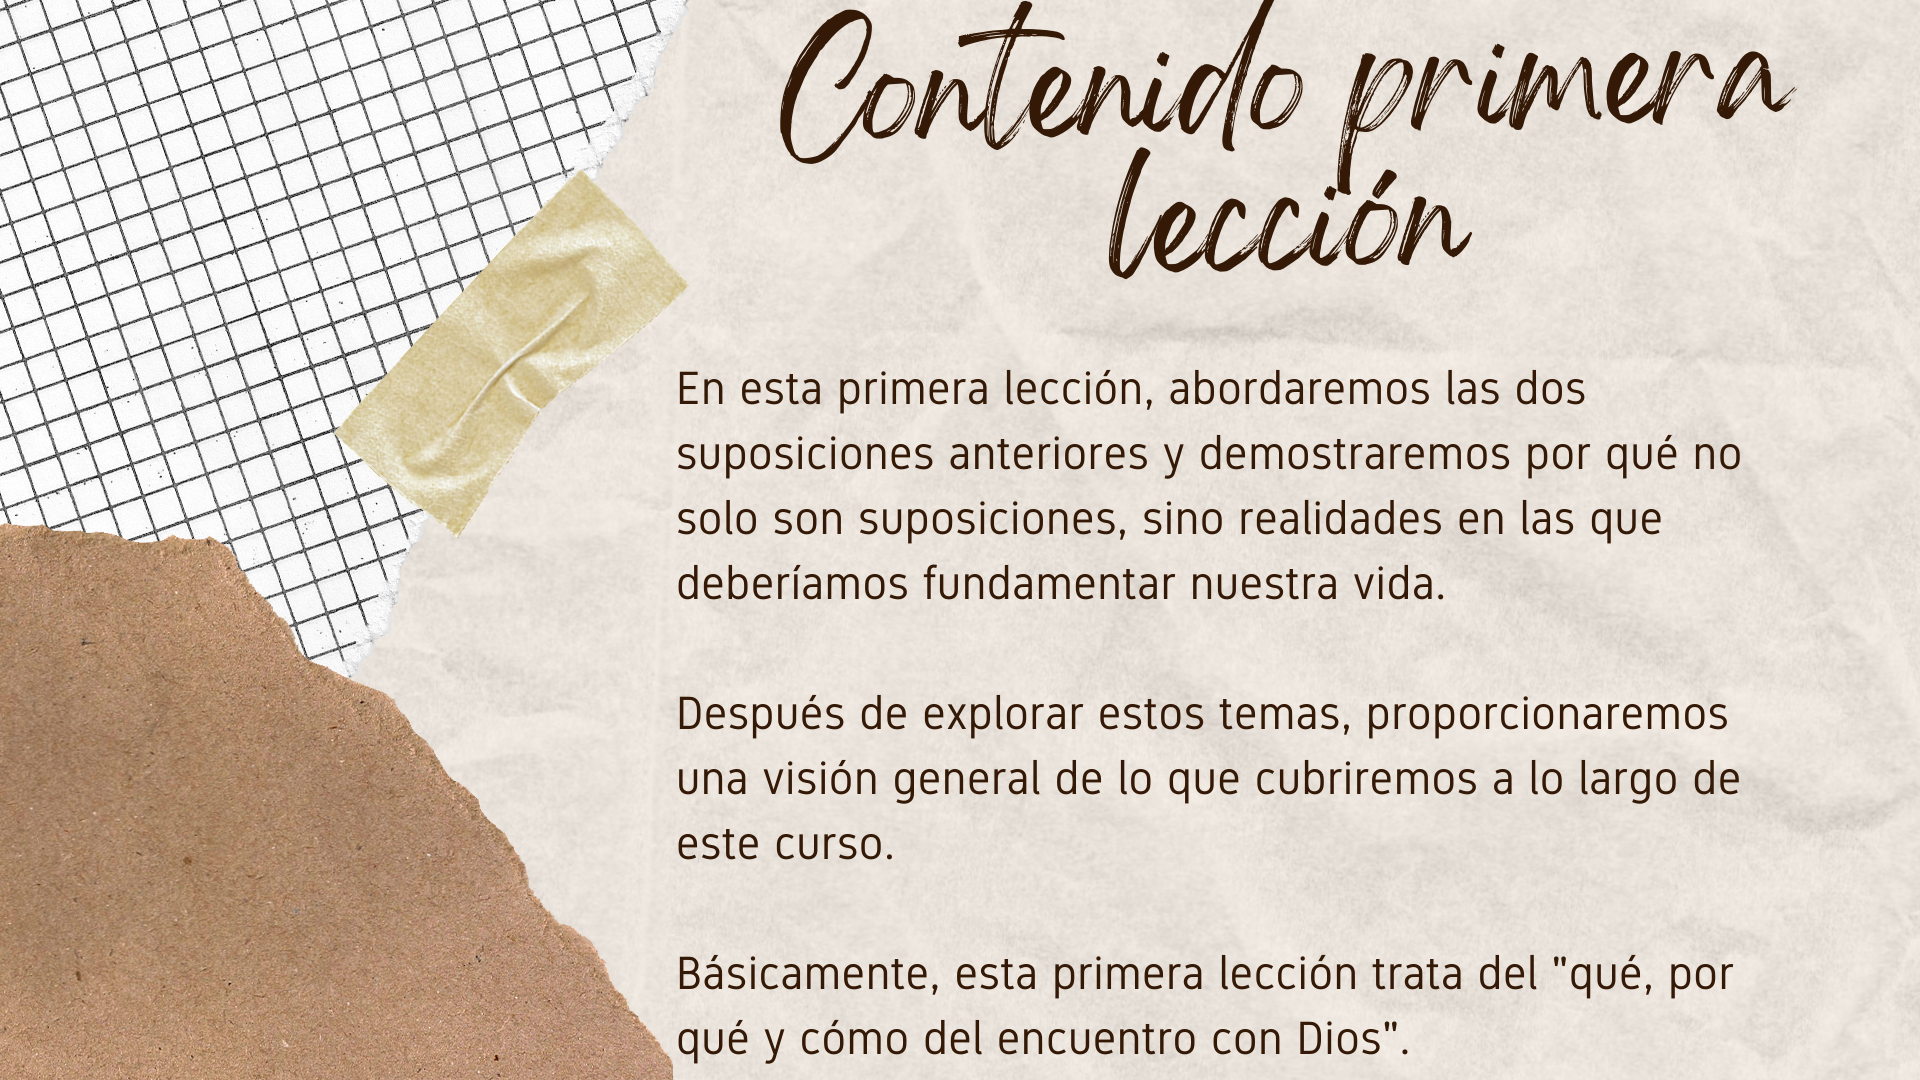 Contenido primera
lección
En esta primera lección, abordaremos las dos
suposiciones anteriores y demostraremos por qué no
solo son suposiciones, sino realidades en las que
deberíamos fundamentar nuestra vida.
Después de explorar estos temas, proporcionaremos
una visión general de lo que cubriremos a lo largo de
este curso.
Básicamente, esta primera lección trata del "qué, por
qué y cómo del encuentro con Dios".